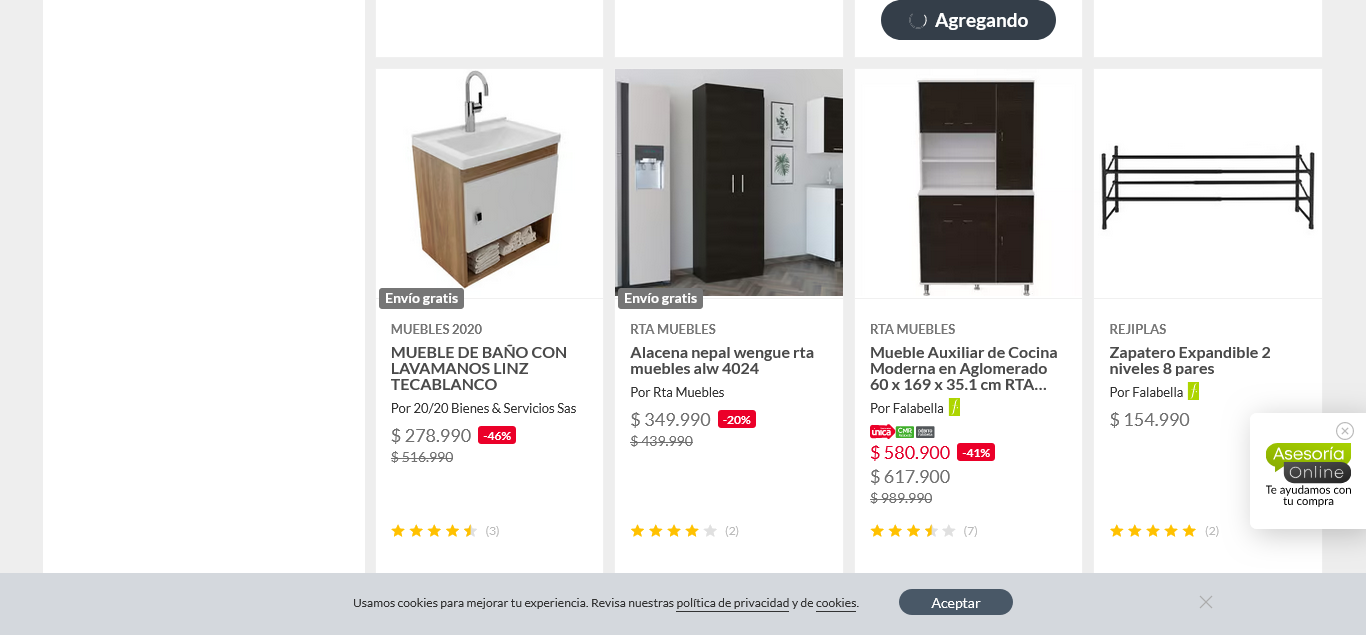 Agregando
Envío gratis
MUEBLES 2020
MUEBLE DE BAÑO CON
LAVAMANOS LINZ
TECABLANCO
Por 20/20 Bienes & Servicios Sas
$ 278.990 -46%
$ 516.990
(3)
Envío gratis
RTA MUEBLES
Alacena nepal wengue rta
muebles alw 4024
Por Rta Muebles
$ 349.990 -20%
$ 439.990
(2)
RTA MUEBLES
Mueble Auxiliar de Cocina
Moderna en Aglomerado
60 x 169 x 35.1 cm RTA...
Por Falabella
única CMR
$ 580.900 -41%
$ 617.900
$ 989.990
(7)
REJIPLAS
Zapatero Expandible 2
niveles 8 pares
Por Falabella
$ 154.990
(2)
Asesoría
Online
Te ayudamos con
tu compra
Usamos cookies para mejorar tu experiencia. Revisa nuestras política de privacidad y de cookies.
Aceptar